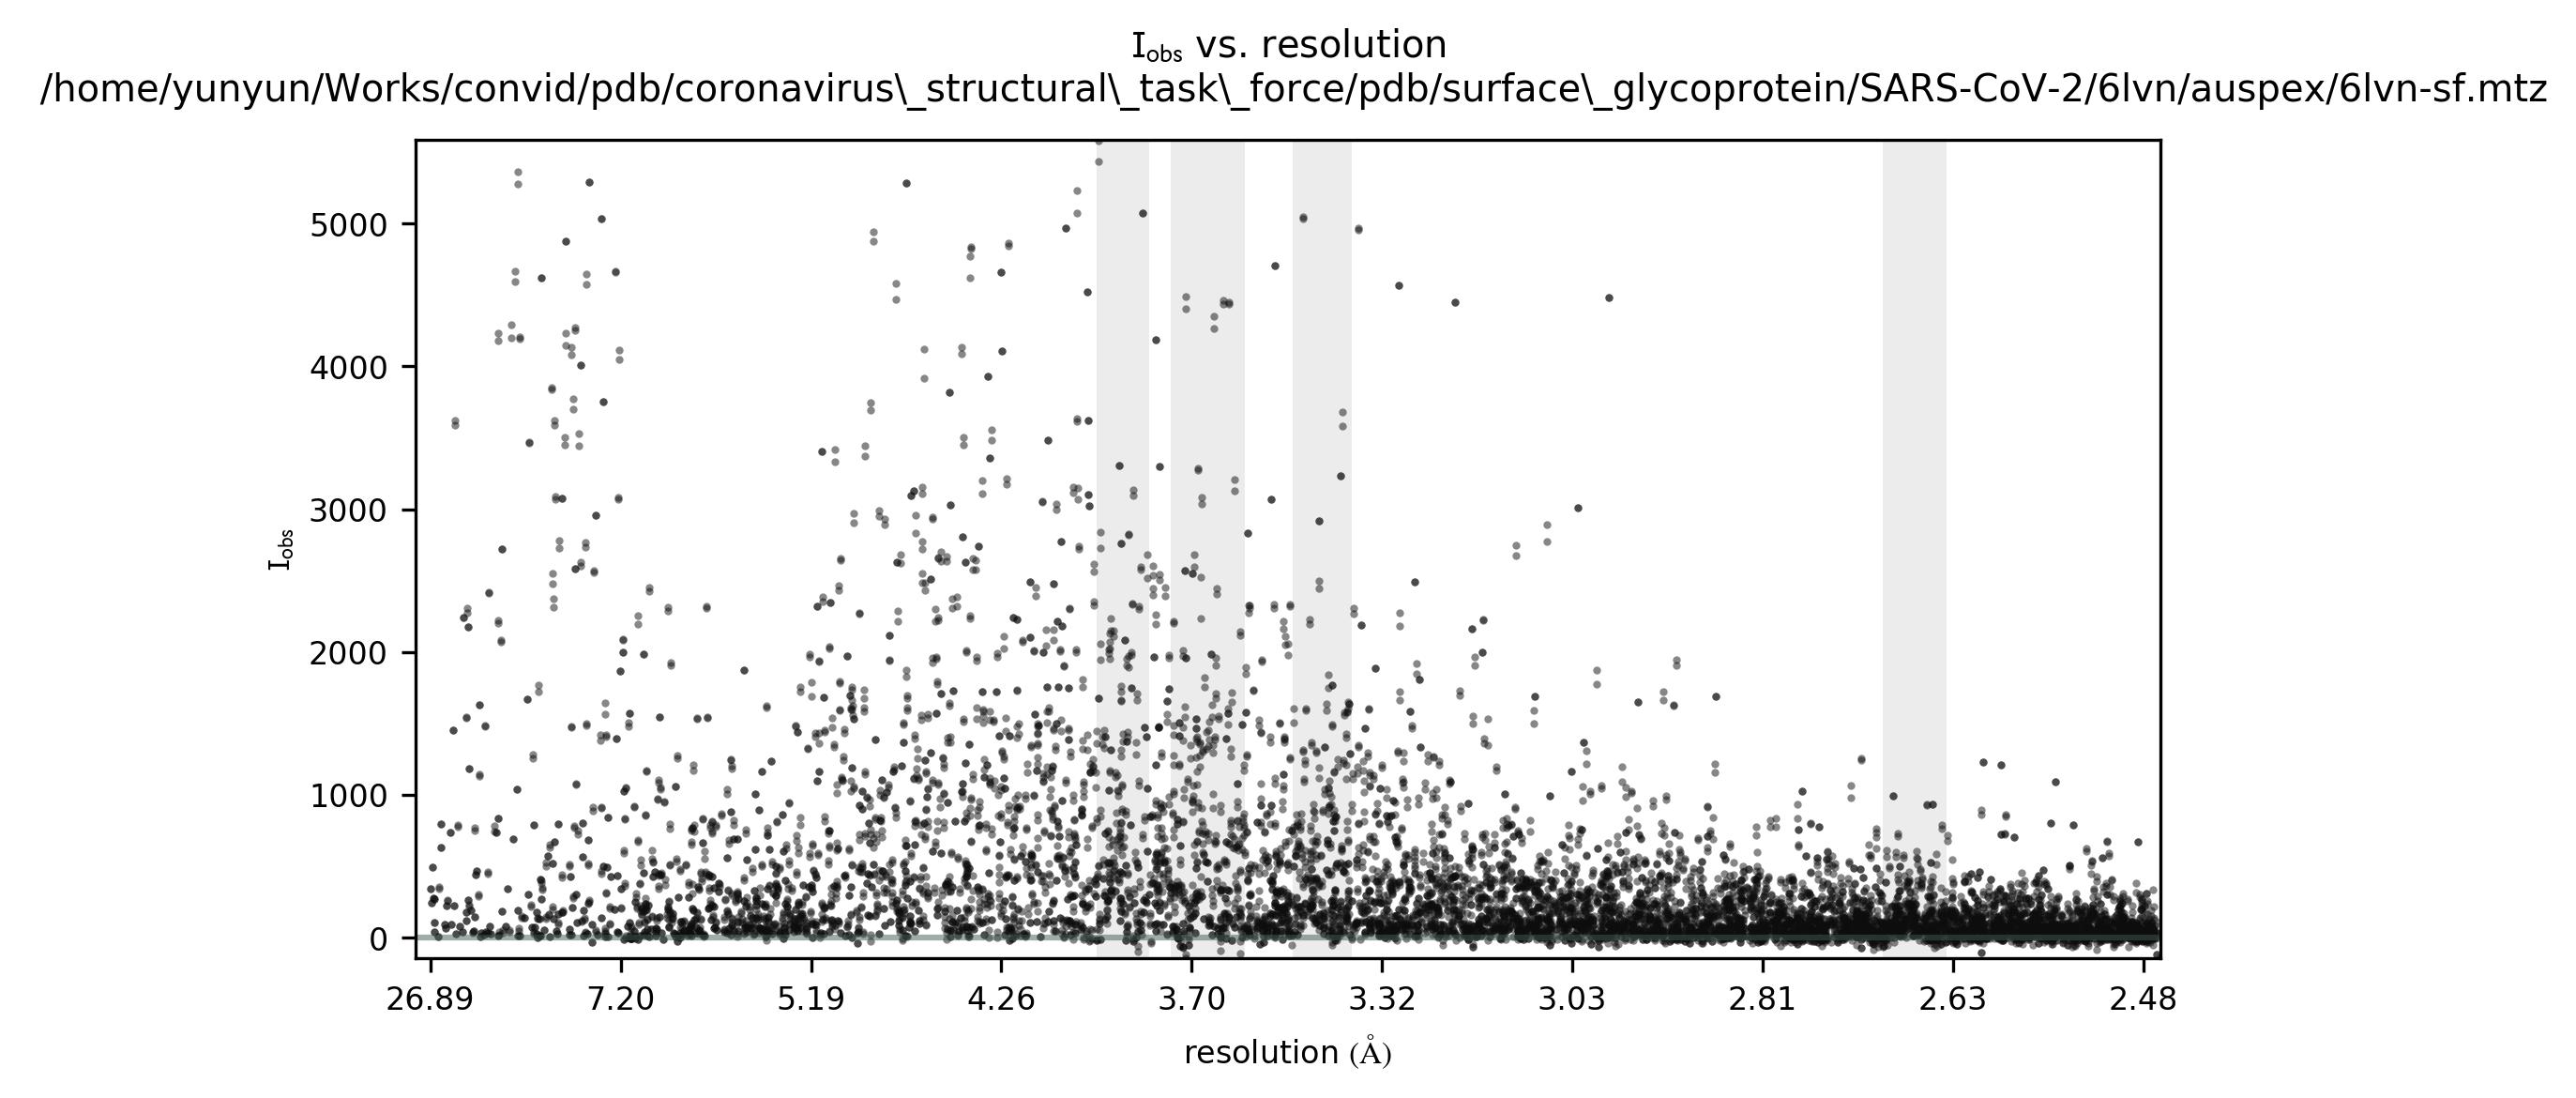 I_obs vs. resolution
/home/yunyun/Works/convid/pdb/coronavirus\_structural\_task\_force/pdb/surface\_glycoprotein/SARS-CoV-2/6lvn/auspex/6lvn-sf.mtz
5000
4000
3000
2000
1000
0
I_obs
26.89 7.20 5.19 4.26 3.70 3.32 3.03 2.81 2.63 2.48
resolution (Å)